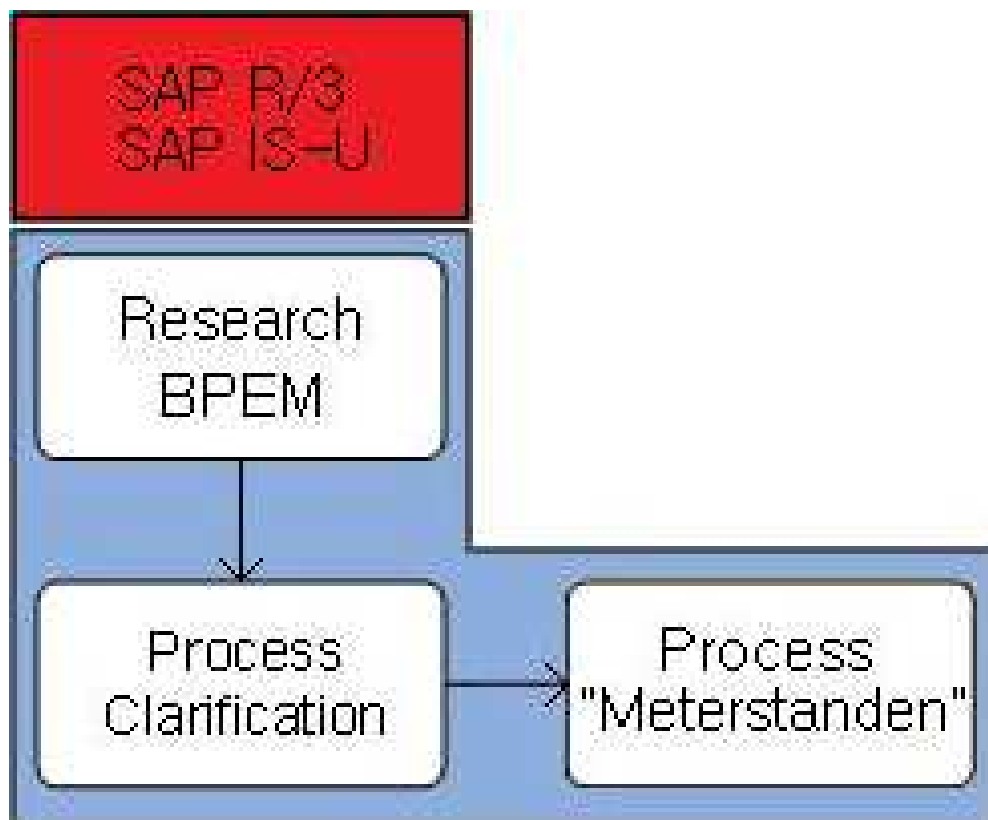 SAP R/3
SAP IS-U
Research
BPEM
Process
Clarification
Process
"Meterstanden"